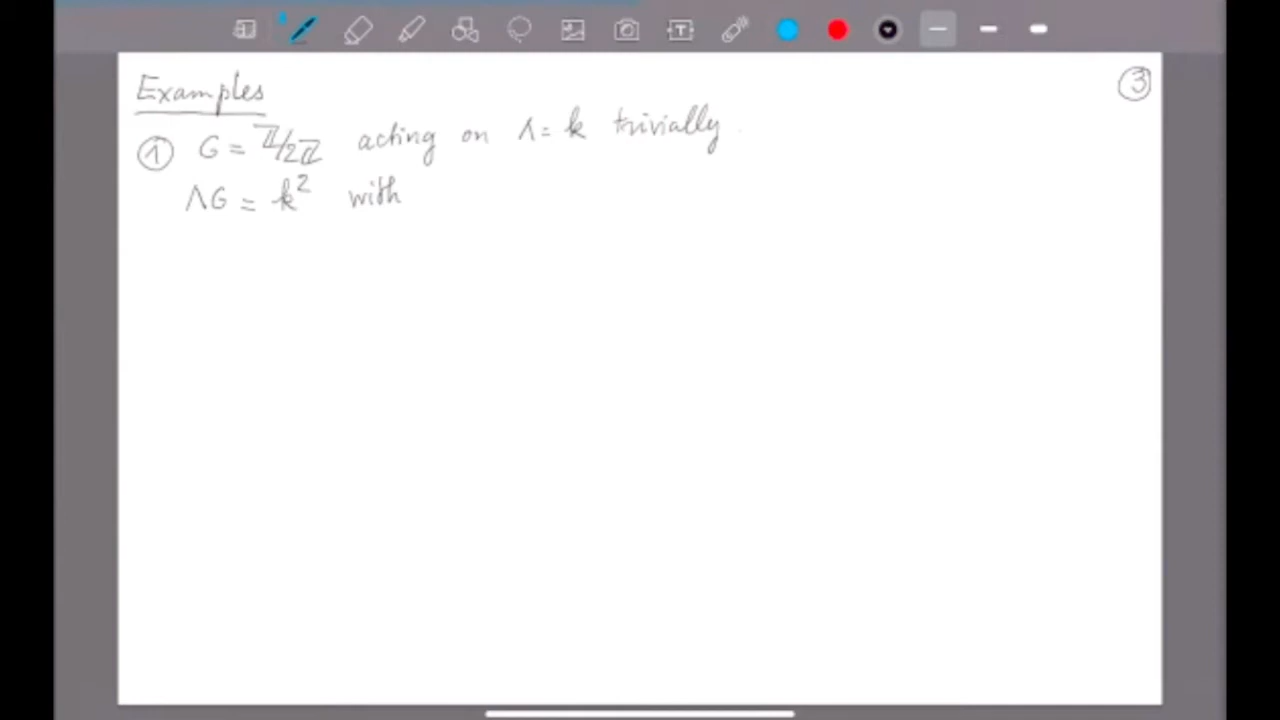 Examples
③
① G = ℤ/2ℤ acting on Λ = k trivially.
ΛG = k² with